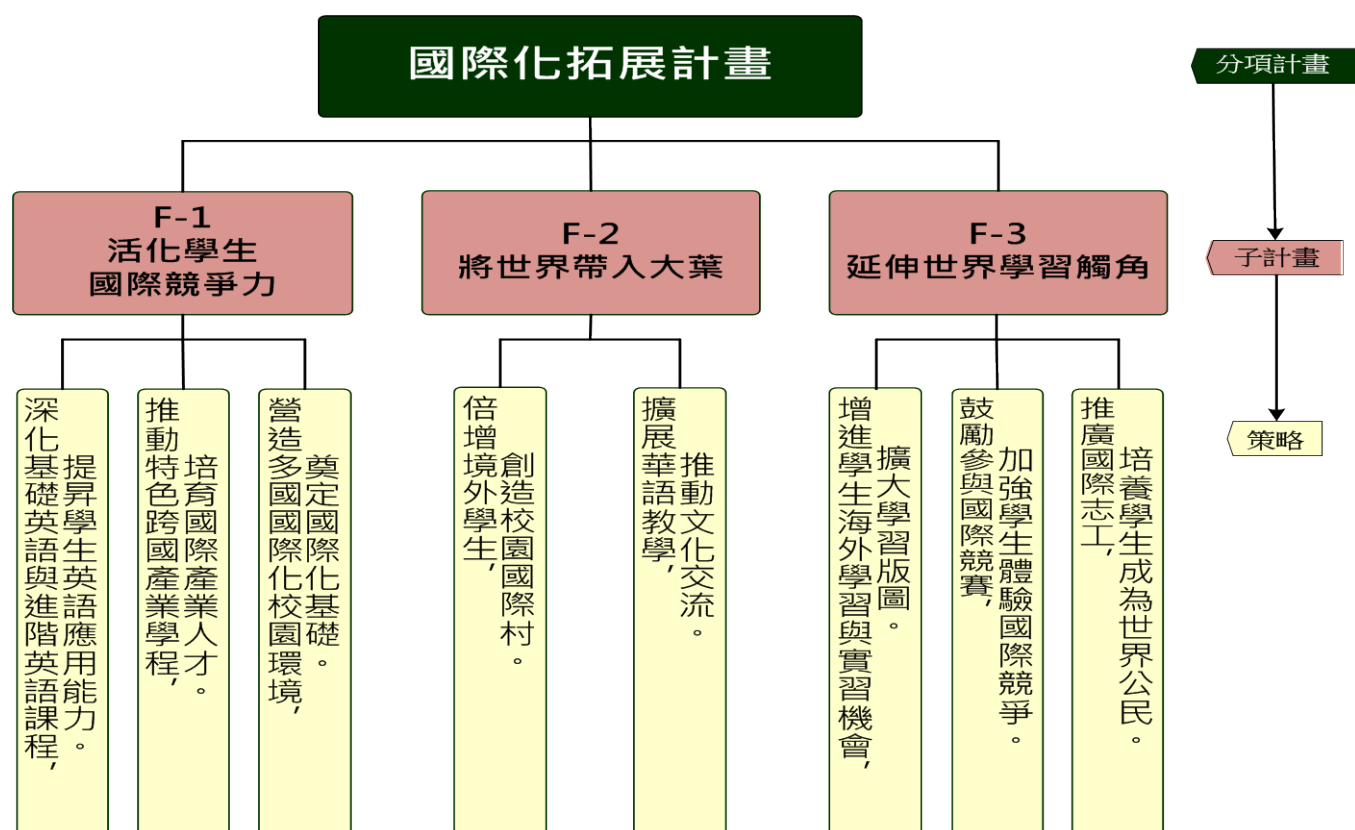 國際化拓展計畫
分項計畫
F-1
活化學生
國際競爭力
F-2
將世界帶入大葉
F-3
延伸世界學習觸角
子計畫
深化基礎英語與進階英語課程,
提昇學生英語應用能力。
推動特色跨國產業學程,
培育國際產業人才。
營造多國國際化校園環境,
奠定國際化基礎。
倍增境外學生,
創造校園國際村。
擴展華語教學,
推動文化交流。
增進學生海外學習與實習機會,
擴大學習版圖。
鼓勵參與國際競賽,
加強學生體驗國際競爭。
推廣國際志工,
培養學生成為世界公民。
策略